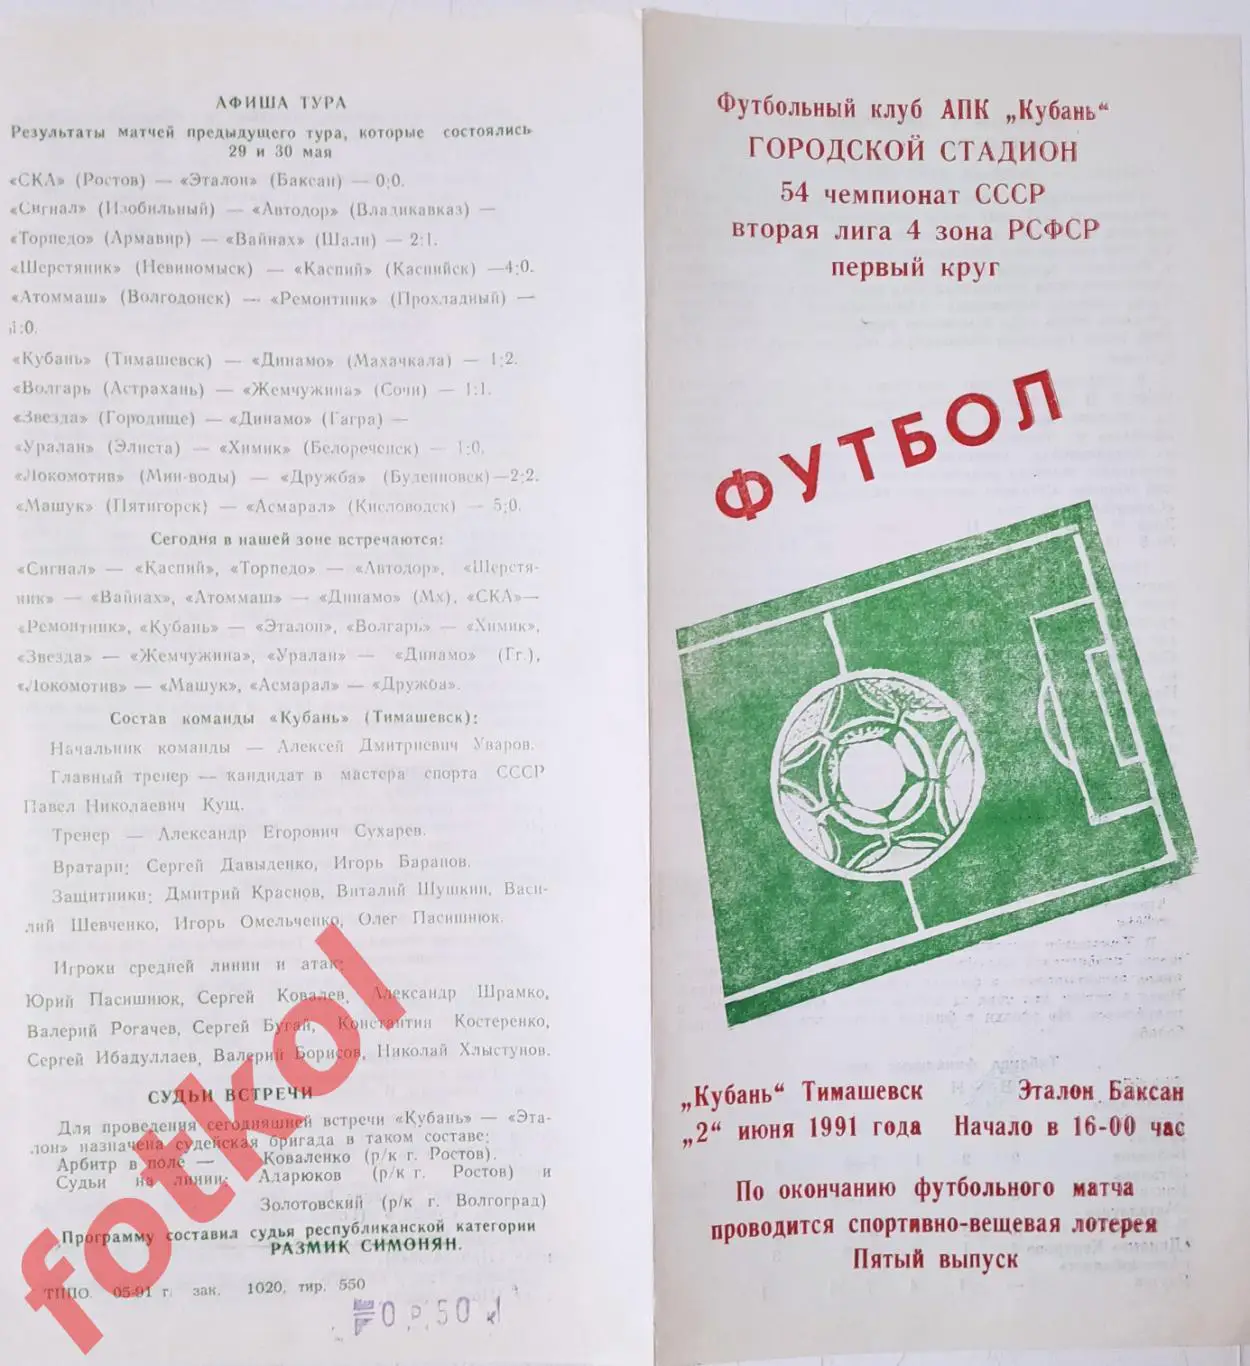 АФИША ТУРА
Результаты матчей предыдущего тура, которые состоялись
29 и 30 мая
«СКА» (Ростов) — «Эталон» (Баксан) — 0:0.
«Сигнал» (Изобильный) — «Автодор» (Владикавказ) —
«Торпедо» (Армавир) — «Вайнах» (Шали) — 2:1.
«Шерстяник» (Невиномыск) — «Каспий» (Каспийск) —4:0.
«Атоммаш» (Волгодонск) — «Ремонтник» (Прохладный) —
1:0.
«Кубань» (Тимашевск) — «Динамо» (Махачкала) — 1:2.
«Волгарь (Астрахань) — «Жемчужина» (Сочи) — 1:1.
«Звезда» (Городище) — «Динамо» (Гагра) —
«Уралан» (Элиста) — «Химик» (Белореченск) — 1:0.
«Локомотив» (Мин-воды) — «Дружба» (Буденновск)—2:2.
«Машук» (Пятигорск) — «Асмарал» (Кисловодск) — 5:0.
Сегодня в нашей зоне встречаются:
«Сигнал» — «Каспий», «Торпедо» — «Автодор», «Шерстя-
ник» — «Вайнах», «Атоммаш» — «Динамо» (Мх), «СКА»—
«Ремонтник», «Кубань» — «Эталон», «Волгарь» — «Химик»,
«Звезда» — «Жемчужина», «Уралан» — «Динамо» (Гг),
«Локомотив» — «Машук», «Асмарал» — «Дружба».
Состав команды «Кубань» (Тимашевск):
Начальник команды — Алексей Дмитриевич Уваров.
Главный тренер — кандидат в мастера спорта СССР
Павел Николаевич Кущ.
Тренер — Александр Егорович Сухарев.
Вратари: Сергей Давыденко, Игорь Баранов.
Защитники: Дмитрий Краснов, Виталий Шушкин, Васи-
лий Шевченко, Игорь Омельченко, Олег Пасишнюк.
Игроки средней линии и атак:
Юрий Пасишнюк, Сергей Ковалев, Александр Шрамко,
Валерий Рогачев, Сергей Бугай, Константин Костеренко,
Сергей Ибадуллаев, Валерий Борисов, Николай Хлыстунов.
СУДЬИ ВСТРЕЧИ
Для проведения сегодняшней встречи «Кубань» — «Эта-
лон» назначена судейская бригада в таком составе:
Арбитр в поле — Коваленко (р/к г. Ростов).
Судьи на линии: Адарюков (р/к г. Ростов) и
Золотовский (р/к г. Волгоград)
Программу составил судья республиканской категории
РАЗМИК СИМОНЯН.
ТППО. 05-91 г. зак. 1020, тир. 550
0 р. 50 к
fotkol
Футбольный клуб АПК „Кубань“
ГОРОДСКОЙ СТАДИОН
54 чемпионат СССР
вторая лига 4 зона РСФСР
первый круг
ФУТБОЛ
„Кубань“ Тимашевск Эталон Баксан
„2“ июня 1991 года Начало в 16-00 час
По окончанию футбольного матча
проводится спортивно-вещевая лотерея
Пятый выпуск